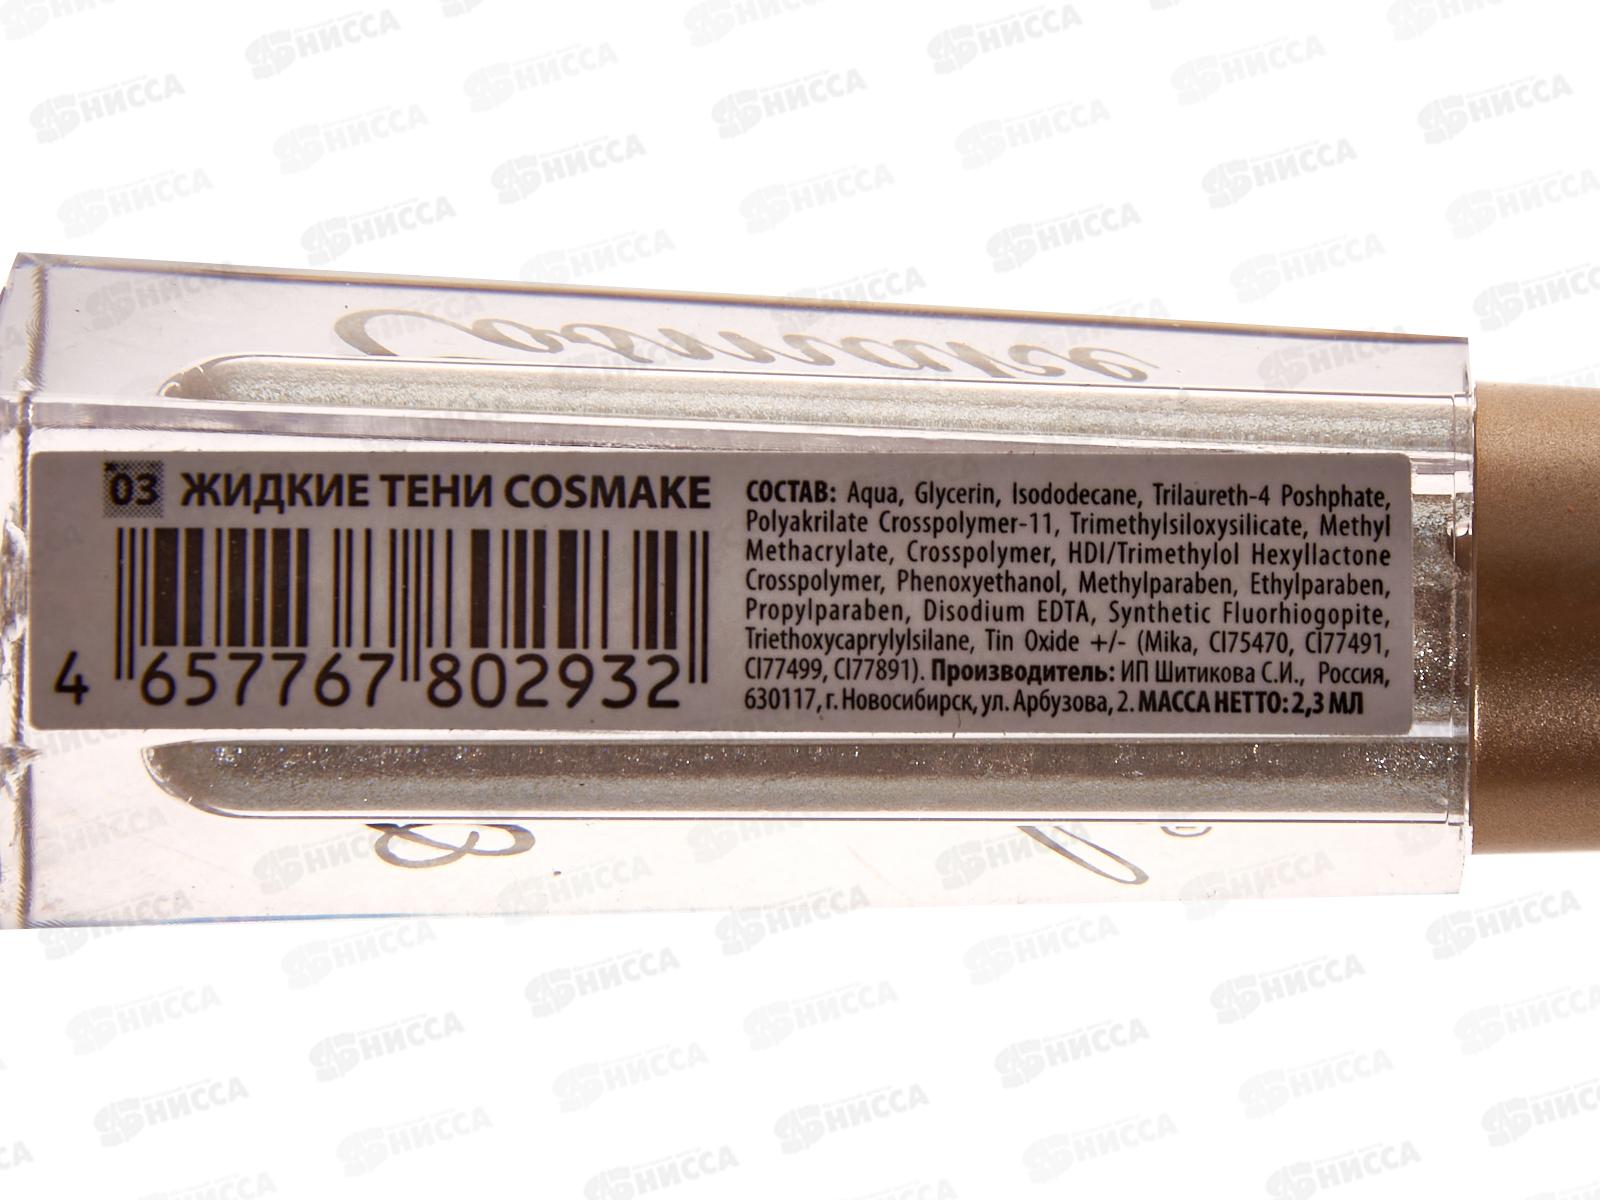 Cosmake
03 ЖИДКИЕ ТЕНИ COSMAKE
4 657767 802932
СОСТАВ: Aqua, Glycerin, Isododecane, Trilaureth-4 Poshphate,
Polyakrilate Crosspolymer-11, Trimethylsiloxysilicate, Methyl
Methacrylate, Crosspolymer, HDI/Trimethylol Hexyllactone
Crosspolymer, Phenoxyethanol, Methylparaben, Ethylparaben,
Propylparaben, Disodium EDTA, Synthetic Fluorhiogopite,
Triethoxycaprylylsilane, Tin Oxide +/- (Mika, CI75470, CI77491,
CI77499, CI77891). Производитель: ИП Шитикова С.И., Россия,
630117, г. Новосибирск, ул. Арбузова, 2. МАССА НЕТТО: 2,3 МЛ
НИССА